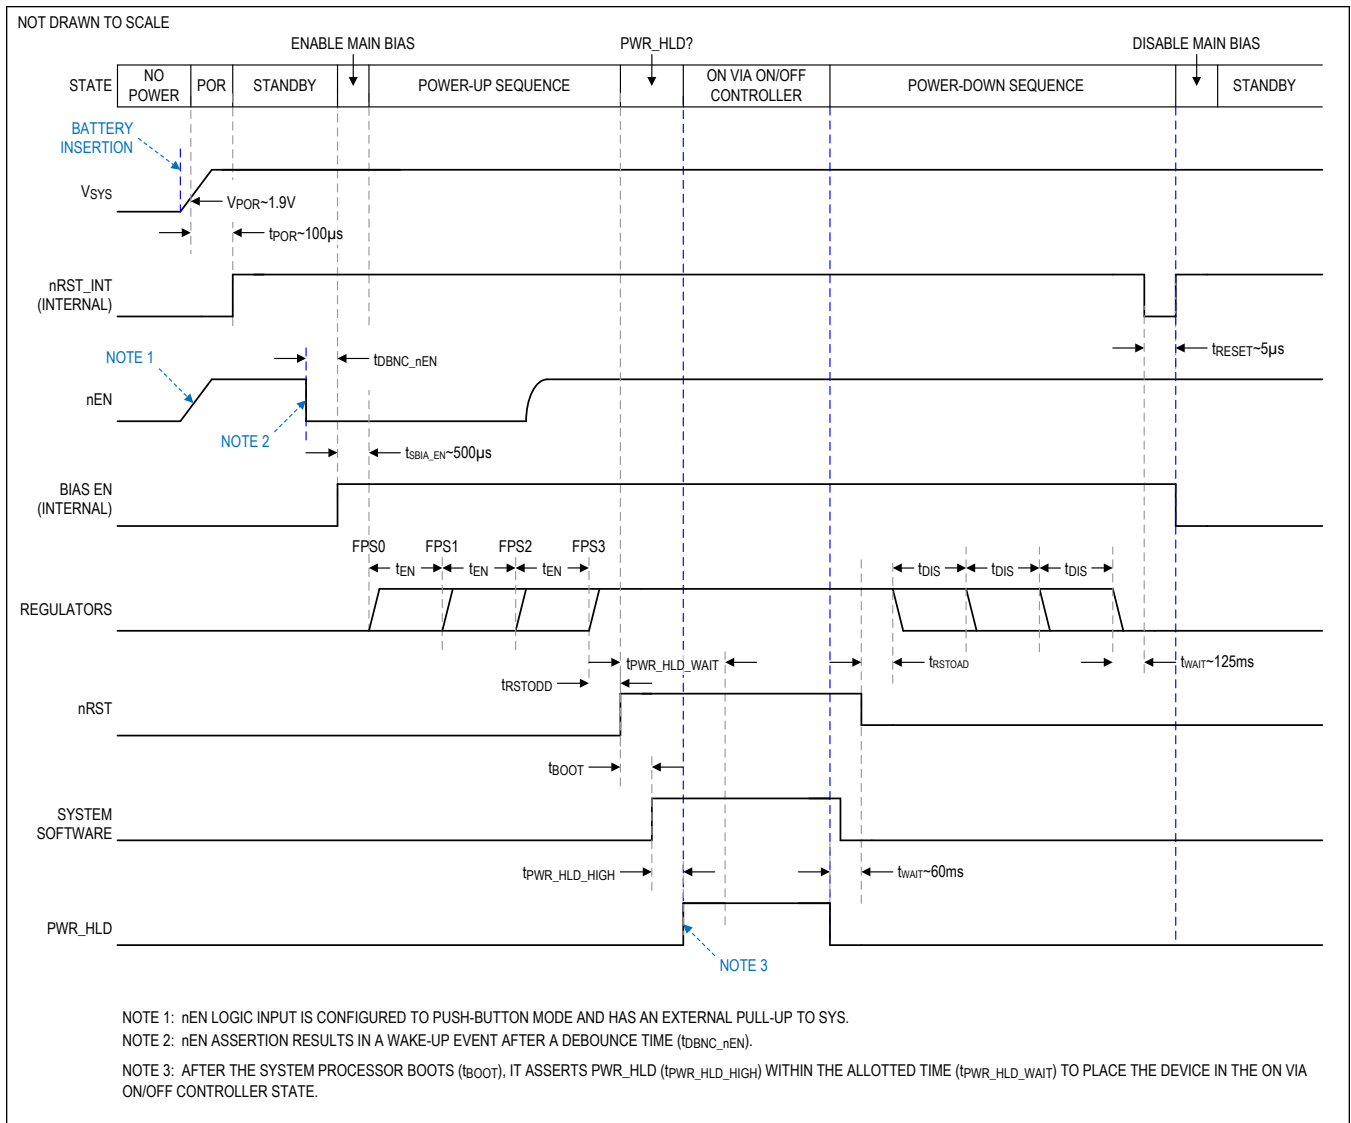 NOT DRAWN TO SCALE
ENABLE MAIN BIAS
PWR_HLD?
DISABLE MAIN BIAS
STATE
NO POWER
POR
STANDBY
POWER-UP SEQUENCE
ON VIA ON/OFF CONTROLLER
POWER-DOWN SEQUENCE
STANDBY
BATTERY
INSERTION
VSYS
VPOR~1.9V
tPOR~100µs
nRST_INT
(INTERNAL)
NOTE 1
tDBNC_nEN
tRESET~5µs
nEN
NOTE 2
tSBIA_EN~500µs
BIAS EN
(INTERNAL)
FPS0 FPS1 FPS2 FPS3
tEN tEN tEN
tDIS tDIS tDIS
REGULATORS
tPWR_HLD_WAIT
tRSTOAD
tWAIT~125ms
tRSTODD
nRST
tBOOT
SYSTEM
SOFTWARE
tPWR_HLD_HIGH
tWAIT~60ms
PWR_HLD
NOTE 3
NOTE 1: nEN LOGIC INPUT IS CONFIGURED TO PUSH-BUTTON MODE AND HAS AN EXTERNAL PULL-UP TO SYS.
NOTE 2: nEN ASSERTION RESULTS IN A WAKE-UP EVENT AFTER A DEBOUNCE TIME (tDBNC_nEN).
NOTE 3: AFTER THE SYSTEM PROCESSOR BOOTS (tBOOT), IT ASSERTS PWR_HLD (tPWR_HLD_HIGH) WITHIN THE ALLOTTED TIME (tPWR_HLD_WAIT) TO PLACE THE DEVICE IN THE ON VIA
ON/OFF CONTROLLER STATE.